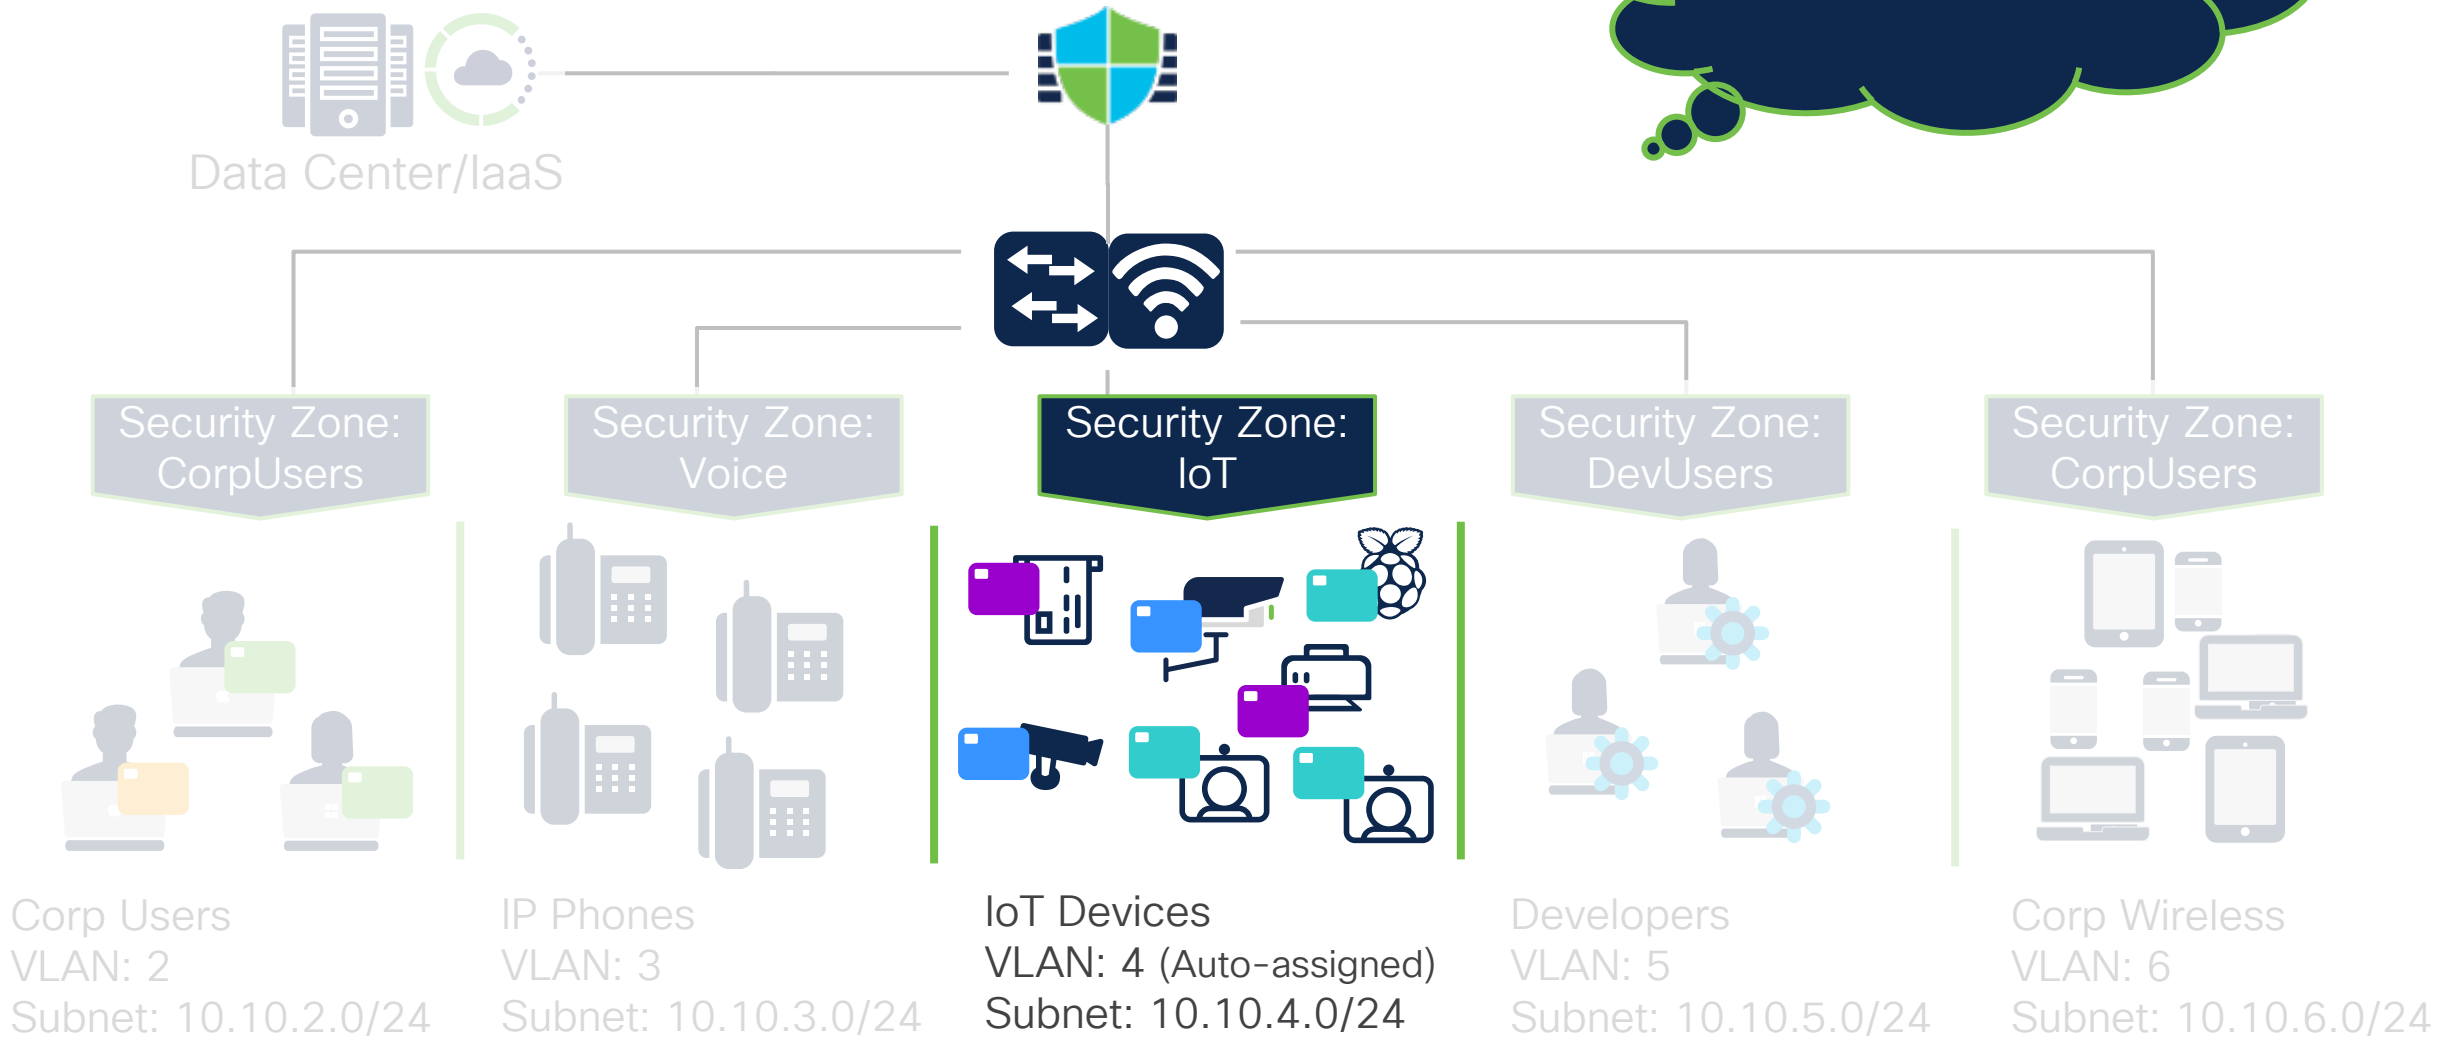 Data Center/IaaS
Security Zone:
CorpUsers
Security Zone:
Voice
Security Zone:
IoT
Security Zone:
DevUsers
Security Zone:
CorpUsers
Corp Users
VLAN: 2
Subnet: 10.10.2.0/24
IP Phones
VLAN: 3
Subnet: 10.10.3.0/24
IoT Devices
VLAN: 4 (Auto-assigned)
Subnet: 10.10.4.0/24
Developers
VLAN: 5
Subnet: 10.10.5.0/24
Corp Wireless
VLAN: 6
Subnet: 10.10.6.0/24